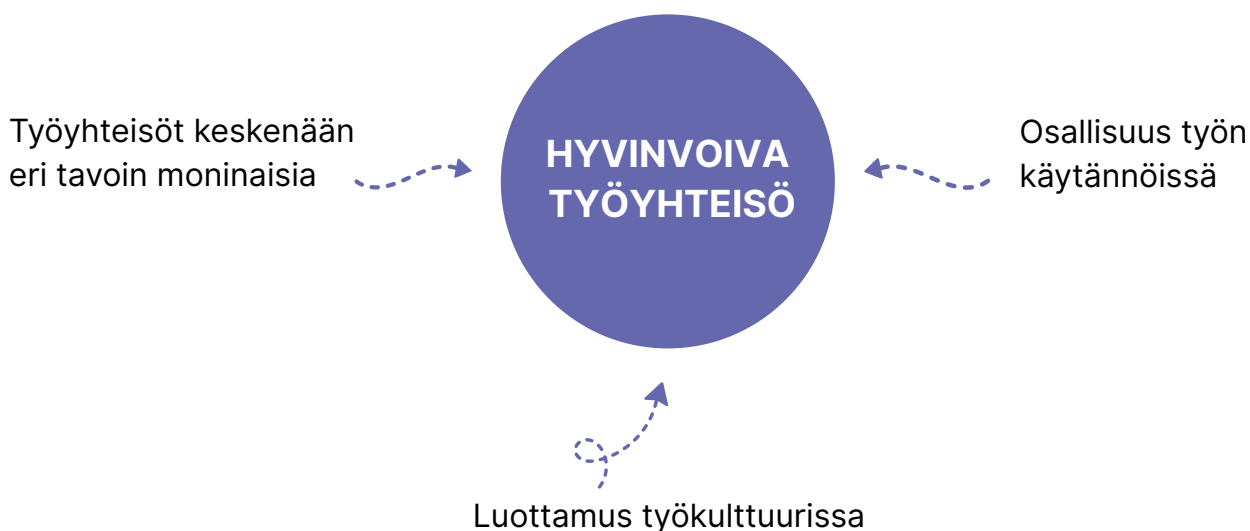 Työyhteisöt keskenään
eri tavoin moninaisia
HYVINVOIVA
TYÖYHTEISÖ
Osallisuus työn
käytännöissä
Luottamus työkulttuurissa